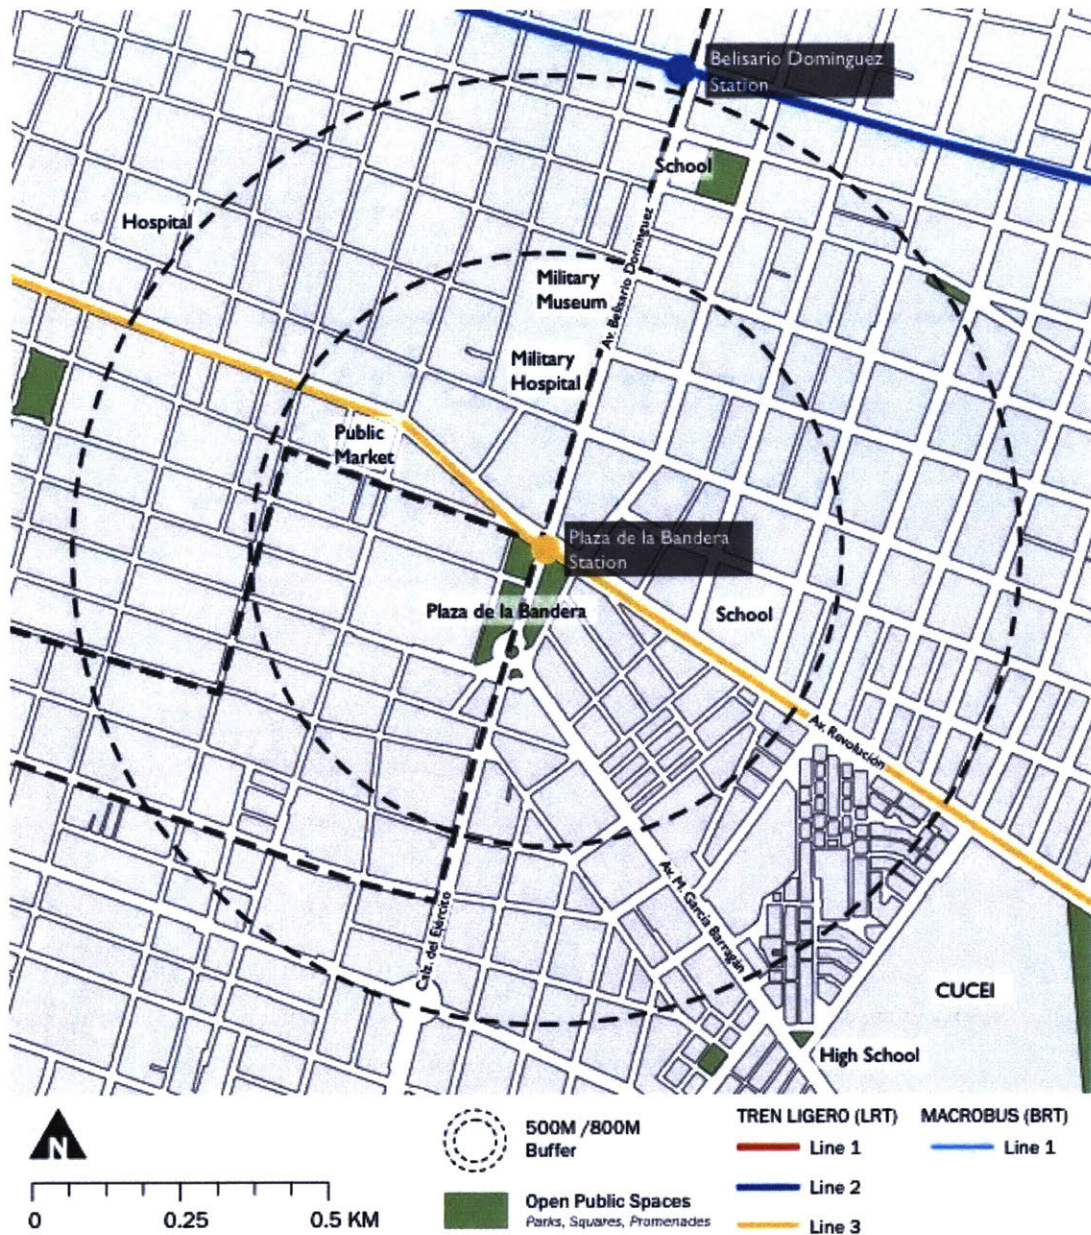 Belisario Dominguez
Station
School
Hospital
Av Belisario Domínguez
Military
Museum
Military
Hospital
Public
Market
Plaza de la Bandera
Station
Plaza de la Bandera
School
Av. Revolución
Calz. del Ejército
Av. M. García Barragán
CUCEI
High School
N
0 0.25 0.5 KM
500M /800M
Buffer
Open Public Spaces
Parks, Squares, Promenades
TREN LIGERO (LRT)
Line 1
Line 2
Line 3
MACROBUS (BRT)
Line 1